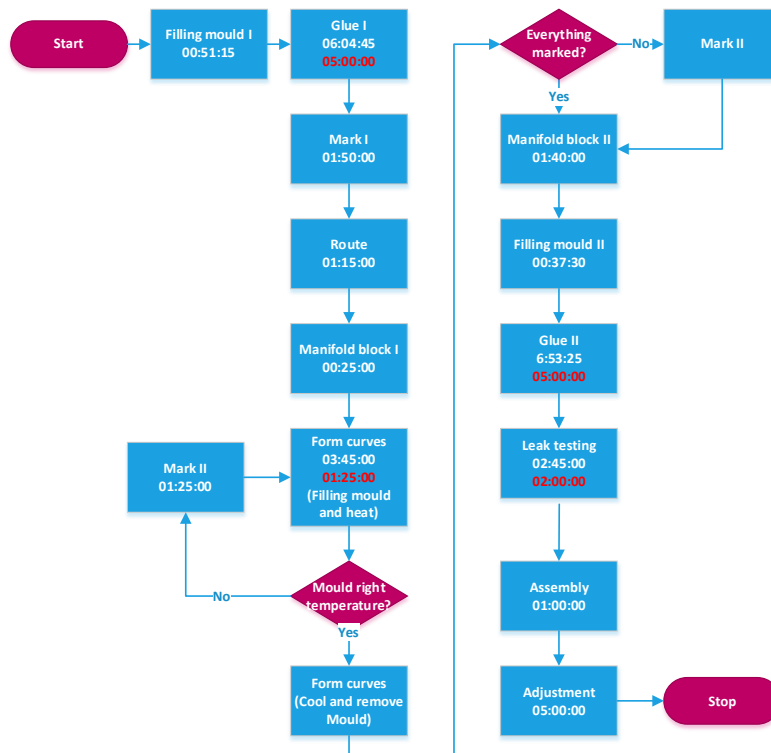 Start
Filling mould I
00:51:15
Glue I
06:04:45
05:00:00
Mark I
01:50:00
Route
01:15:00
Manifold block I
00:25:00
Form curves
03:45:00
01:25:00
(Filling mould
and heat)
Mark II
01:25:00
Mould right
temperature?
No
Yes
Form curves
(Cool and remove
Mould)
Everything
marked?
No
Mark II
Yes
Manifold block II
01:40:00
Filling mould II
00:37:30
Glue II
6:53:25
05:00:00
Leak testing
02:45:00
02:00:00
Assembly
01:00:00
Adjustment
05:00:00
Stop